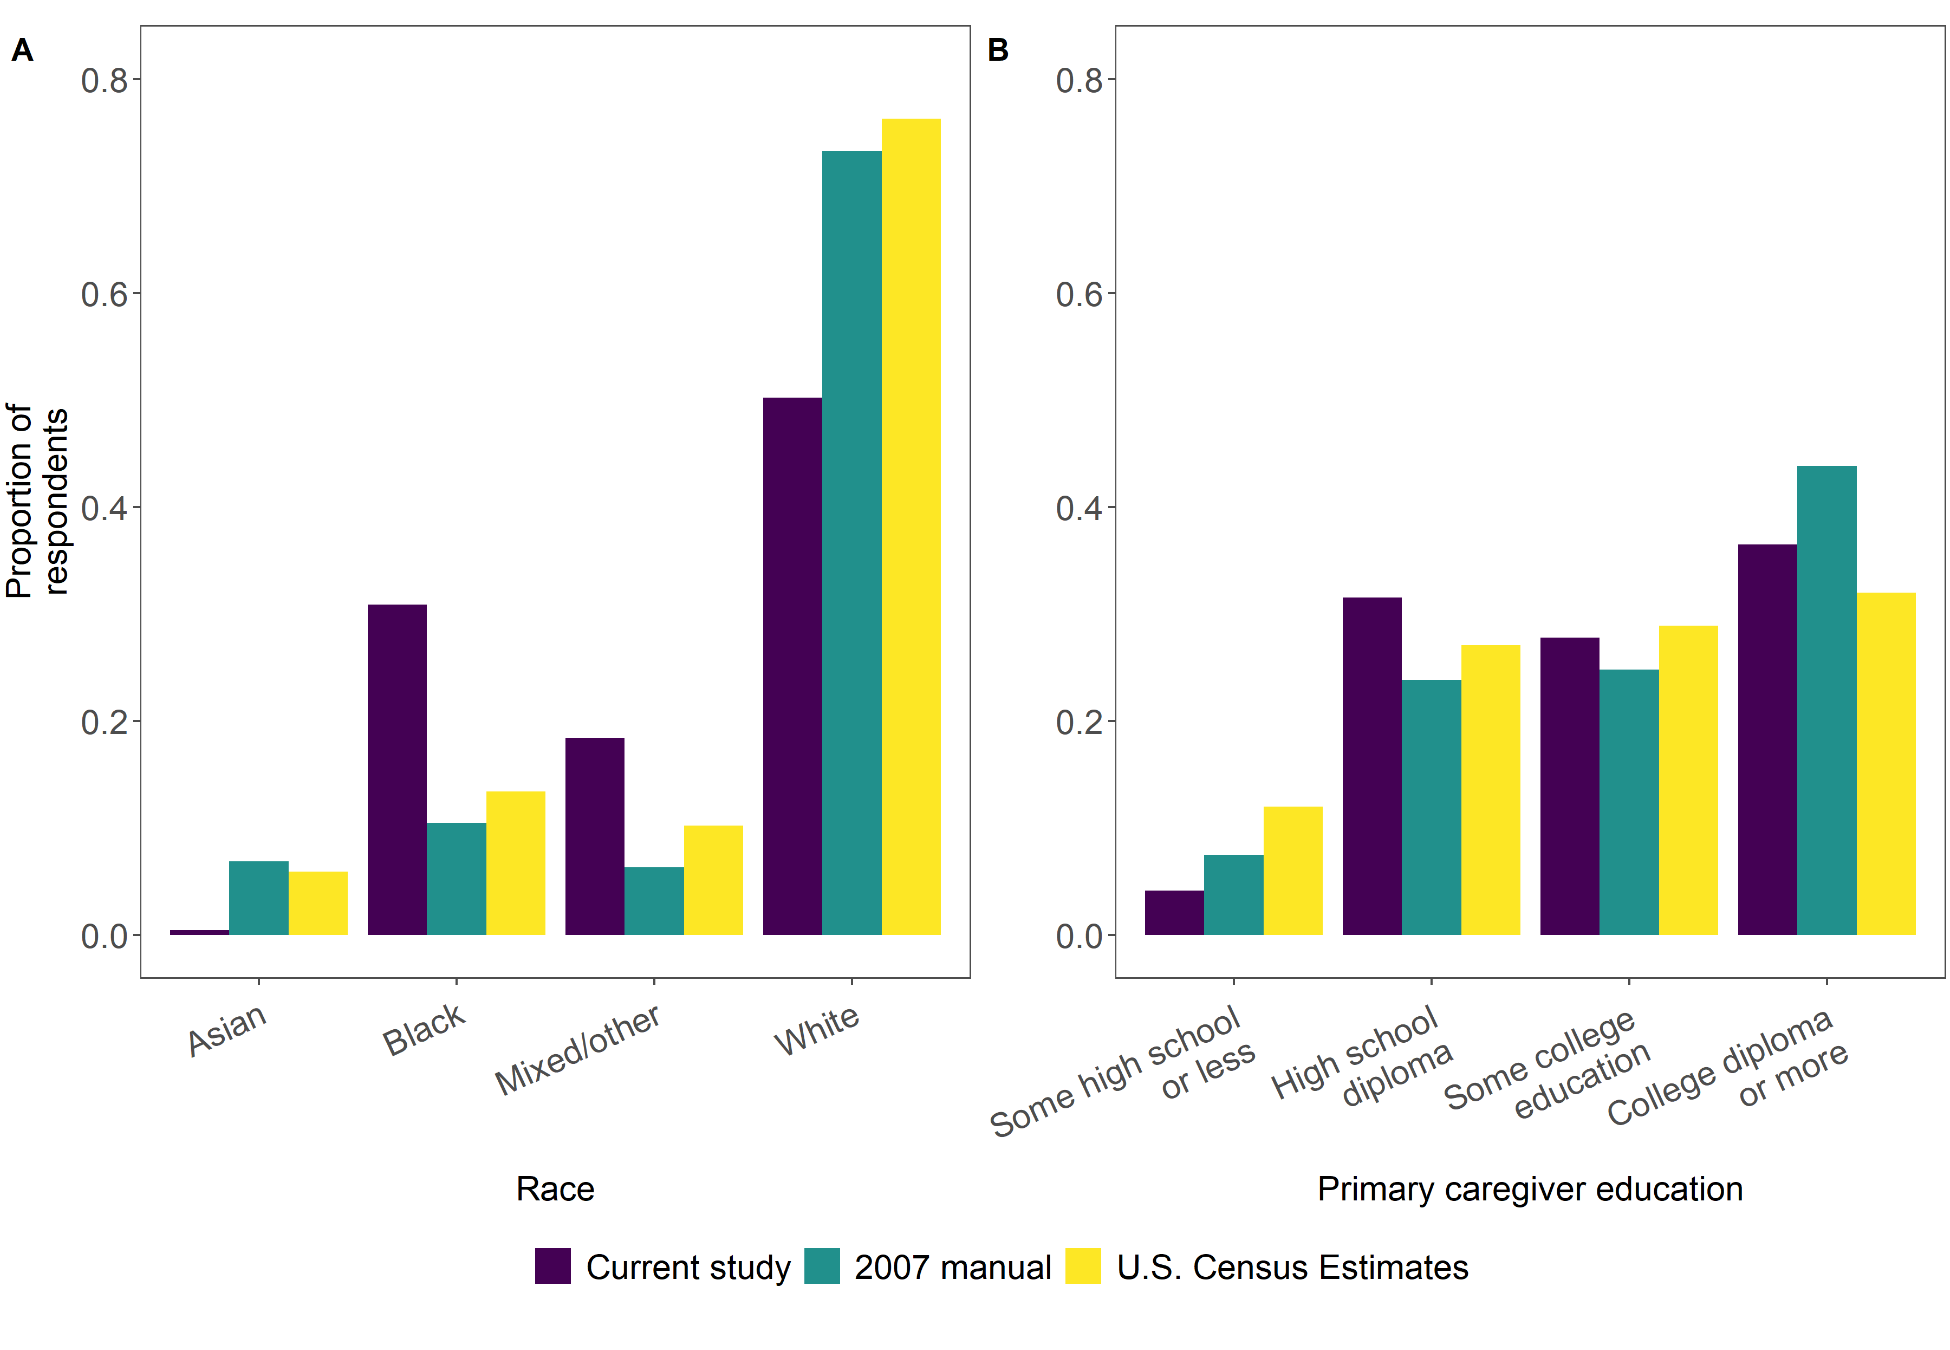 A
0.8
0.6
0.4
0.2
0.0
Proportion of
respondents
Asian
Black
Mixed/other
White
Race
B
0.8
0.6
0.4
0.2
0.0
Some high school
or less
High school
diploma
Some college
education
College diploma
or more
Primary caregiver education
Current study
2007 manual
U.S. Census Estimates